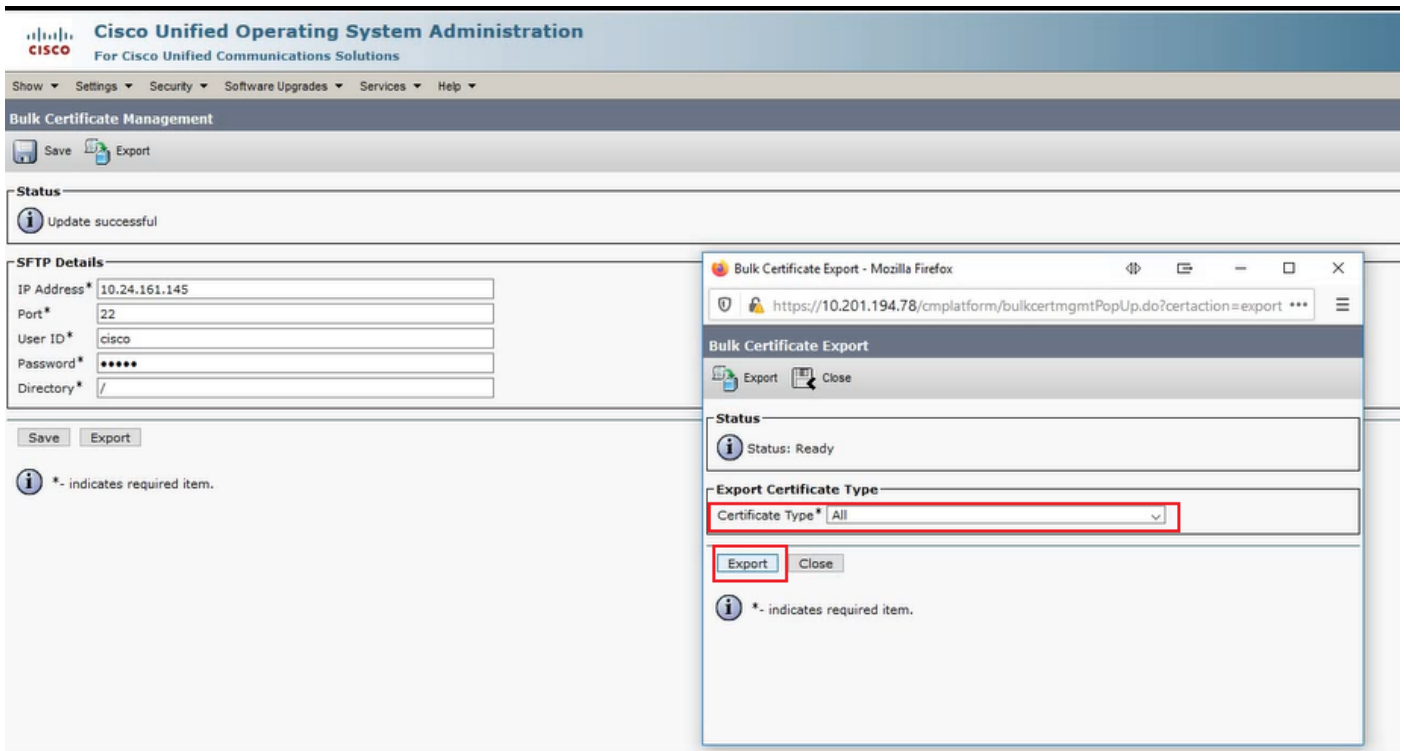 CISCO
Cisco Unified Operating System Administration
For Cisco Unified Communications Solutions
Show Settings Security Software Upgrades Services Help
Bulk Certificate Management
Save Export
Status
Update successful
SFTP Details
IP Address* 10.24.161.145
Port* 22
User ID* cisco
Password* •••••
Directory* /
Save Export
*- indicates required item.
Bulk Certificate Export - Mozilla Firefox
https://10.201.194.78/cmplatform/bulkcertmgmtPopUp.do?certaction=export •••
Bulk Certificate Export
Export Close
Status
Status: Ready
Export Certificate Type
Certificate Type* All
Export Close
*- indicates required item.